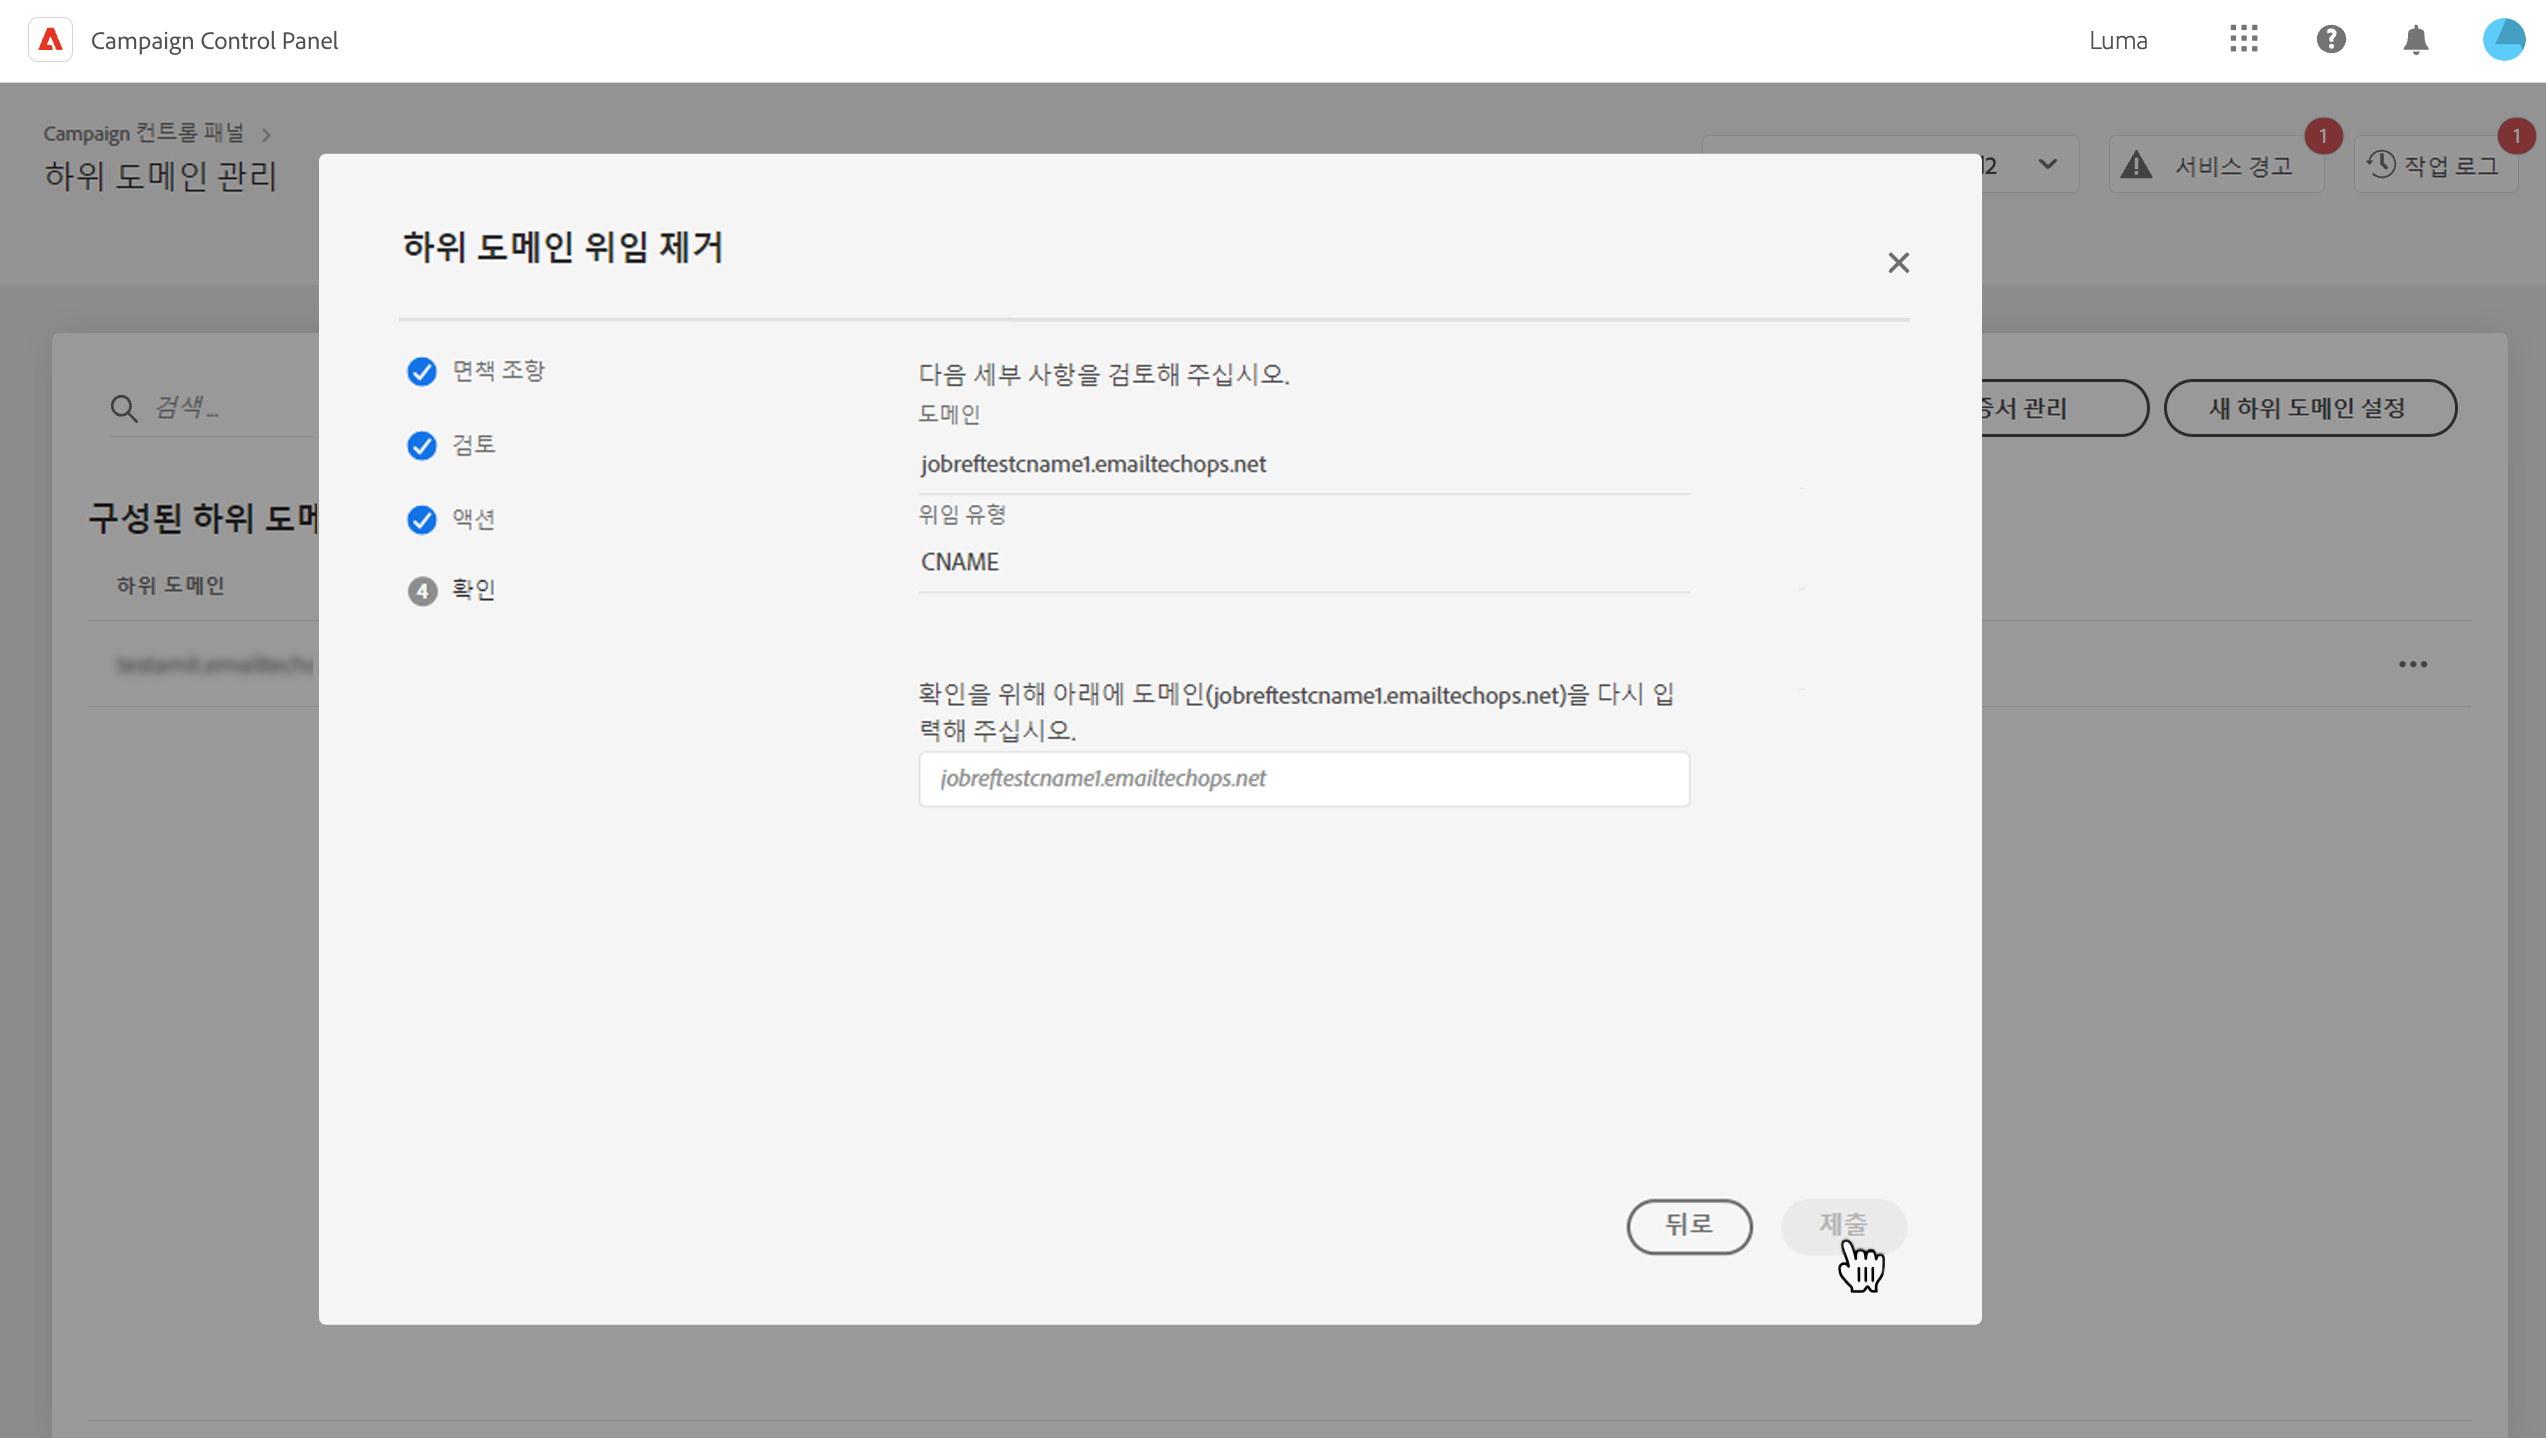 Campaign Control Panel
Luma
?
Campaign 컨트롤 패널
하위 도메인 관리
l2
서비스 경고
1
작업 로그
1
하위 도메인 위임 제거
면책 조항
검토
액션
4 확인
다음 세부 사항을 검토해 주십시오.
도메인
jobreftestcname1.emailtechops.net
위임 유형
CNAME
확인을 위해 아래에 도메인(jobreftestcname1.emailtechops.net)을 다시 입
력해 주십시오.
jobreftestcname1.emailtechops.net
뒤로
제출
검색...
증서 관리
새 하위 도메인 설정
구성된 하위 도메
하위 도메인